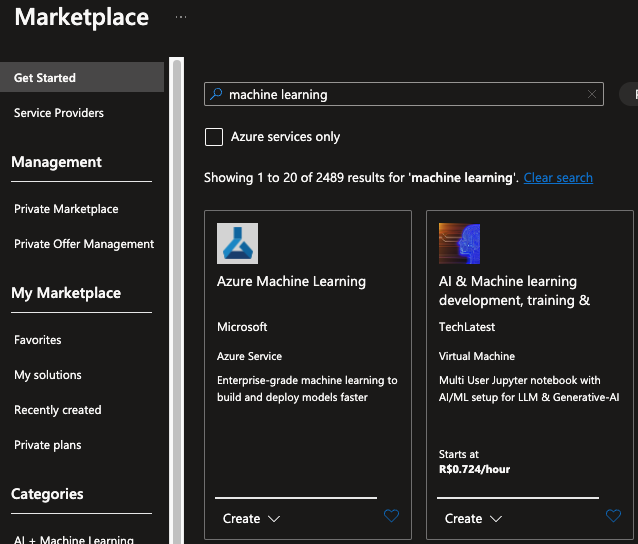 Marketplace ...
Get Started
Service Providers
Management
Private Marketplace
Private Offer Management
My Marketplace
Favorites
My solutions
Recently created
Private plans
Categories
AI + Machine Learning
machine learning
Azure services only
Showing 1 to 20 of 2489 results for 'machine learning'. Clear search
Azure Machine Learning
Microsoft
Azure Service
Enterprise-grade machine learning to
build and deploy models faster
Create
AI & Machine learning
development, training &
TechLatest
Virtual Machine
Multi User Jupyter notebook with
AI/ML setup for LLM & Generative-AI
Starts at
R$0.724/hour
Create